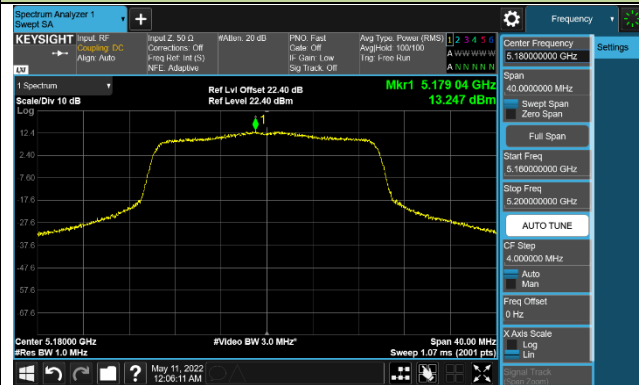 Spectrum Analyzer 1
Swept SA
Frequency
KEYSIGHT
Input: RF
Coupling: DC
Align: Auto
Input Z: 50 Ω
Corrections: Off
Freq Ref: Int (S)
NFE: Adaptive
#Atten: 20 dB
PNO: Fast
Gate: Off
IF Gain: Low
Sig Track: Off
Avg Type: Power (RMS)
Avg|Hold: 100/100
Trig: Free Run
1 2 3 4 5 6
A W W W W W
A N N N N N
LXI
1 Spectrum
Scale/Div 10 dB
Log
Ref Lvl Offset 22.40 dB
Ref Level 22.40 dBm
Mkr1 5.179 04 GHz
13.247 dBm
1
12.4
2.40
-7.60
-17.6
-27.6
-37.6
-47.6
-57.6
-67.6
Center 5.18000 GHz
#Res BW 1.0 MHz
#Video BW 3.0 MHz*
Span 40.00 MHz
Sweep 1.07 ms (2001 pts)
May 11, 2022
12:06:11 AM
Center Frequency
5.180000000 GHz
Settings
Span
40.0000000 MHz
Swept Span
Zero Span
Full Span
Start Freq
5.160000000 GHz
Stop Freq
5.200000000 GHz
AUTO TUNE
CF Step
4.000000 MHz
Auto
Man
Freq Offset
0 Hz
X Axis Scale
Log
Lin
Signal Track
(Span Zoom)